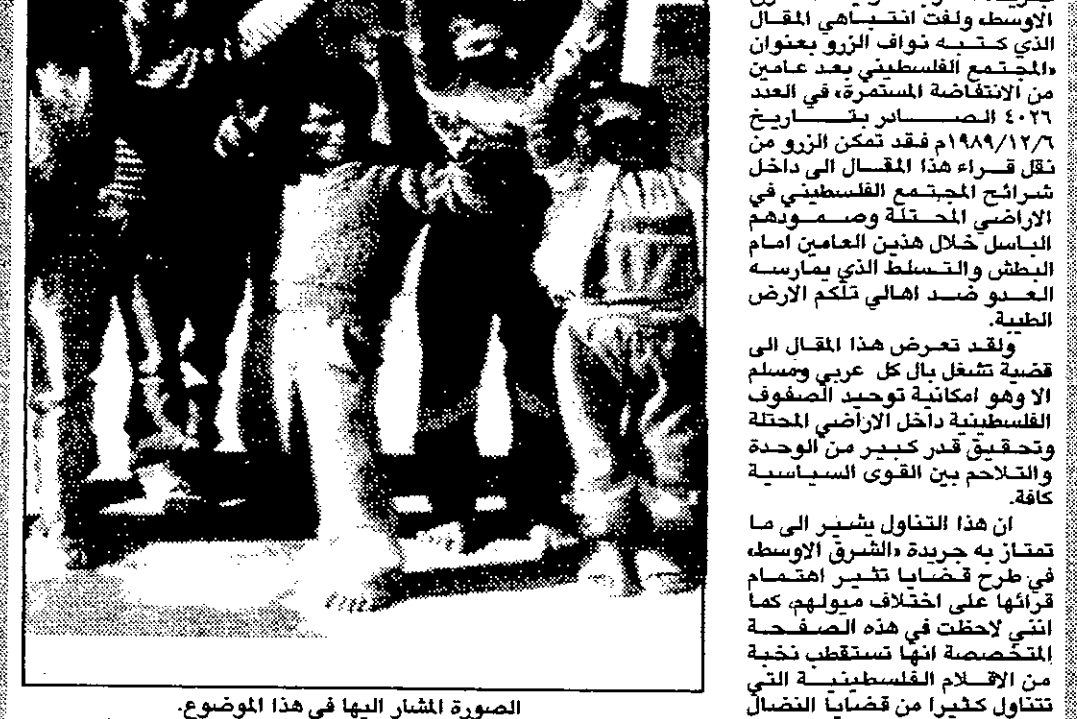 الاوسط» ولفت انتباهي المقال
الذي كتبه نواف الزرو بعنوان
«المجتمع الفلسطيني بعد عامين
من الانتفاضة المستمرة» في العدد
٤٠٢٦ الصادر بتاريخ
١٩٨٩/١٢/٦م فقد تمكن الزرو من
نقل قراء هذا المقال الى داخل
شرائح المجتمع الفلسطيني في
الاراضي المحتلة وصمودهم
الباسل خلال هذين العامين امام
البطش والتسلط الذي يمارسه
العدو ضد اهالي تلكم الارض
الطيبة.
ولقد تعرض هذا المقال الى
قضية تشغل بال كل عربي ومسلم
الا وهو امكانية توحيد الصفوف
الفلسطينية داخل الاراضي المحتلة
وتحقيق قدر كبير من الوحدة
والتلاحم بين القوى السياسية
كافة.
ان هذا التناول يشير الى ما
تمتاز به جريدة «الشرق الاوسط»
في طرح قضايا تثير اهتمام
قرائها على اختلاف ميولهم، كما
انني لاحظت في هذه الصفحة
المتخصصة انها تستقطب نخبة
من الاقلام الفلسطينية التي
تتناول كثيرا من قضايا النضال
الصورة المشار اليها في هذا الموضوع.